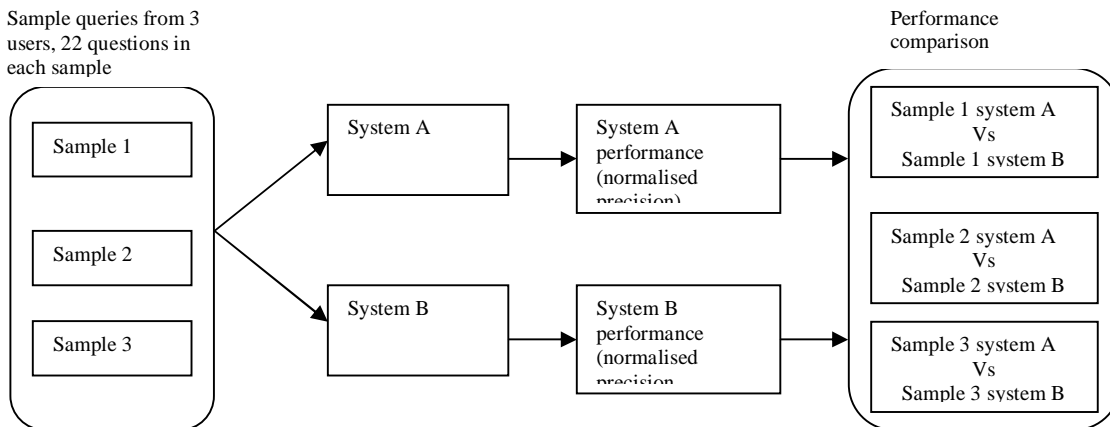 Sample queries from 3
users, 22 questions in
each sample
Sample 1
Sample 2
Sample 3
System A
System B
System A
performance
(normalised
precision)
System B
performance
(normalised
precision
Performance
comparison
Sample 1 system A
Vs
Sample 1 system B
Sample 2 system A
Vs
Sample 2 system B
Sample 3 system A
Vs
Sample 3 system B